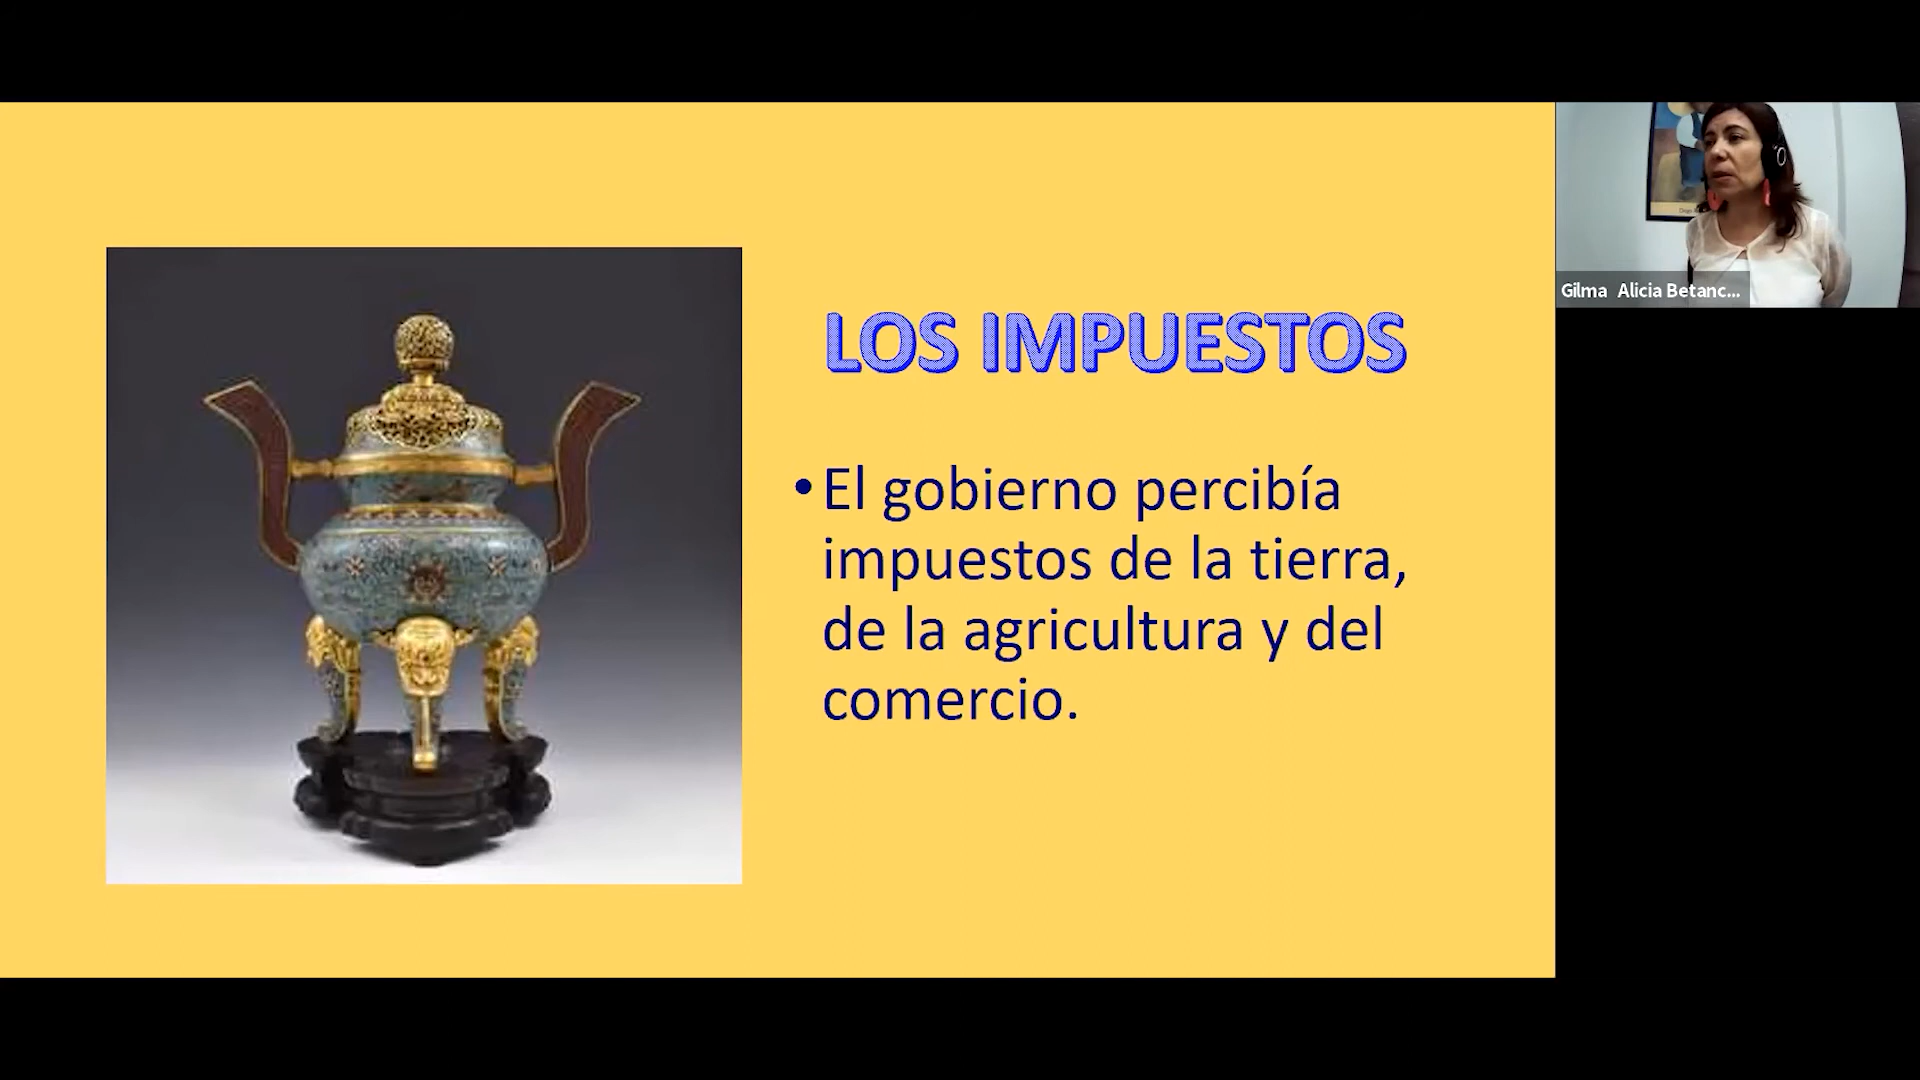 LOS IMPUESTOS
•El gobierno percibía
impuestos de la tierra,
de la agricultura y del
comercio.
Gilma Alicia Betanc...